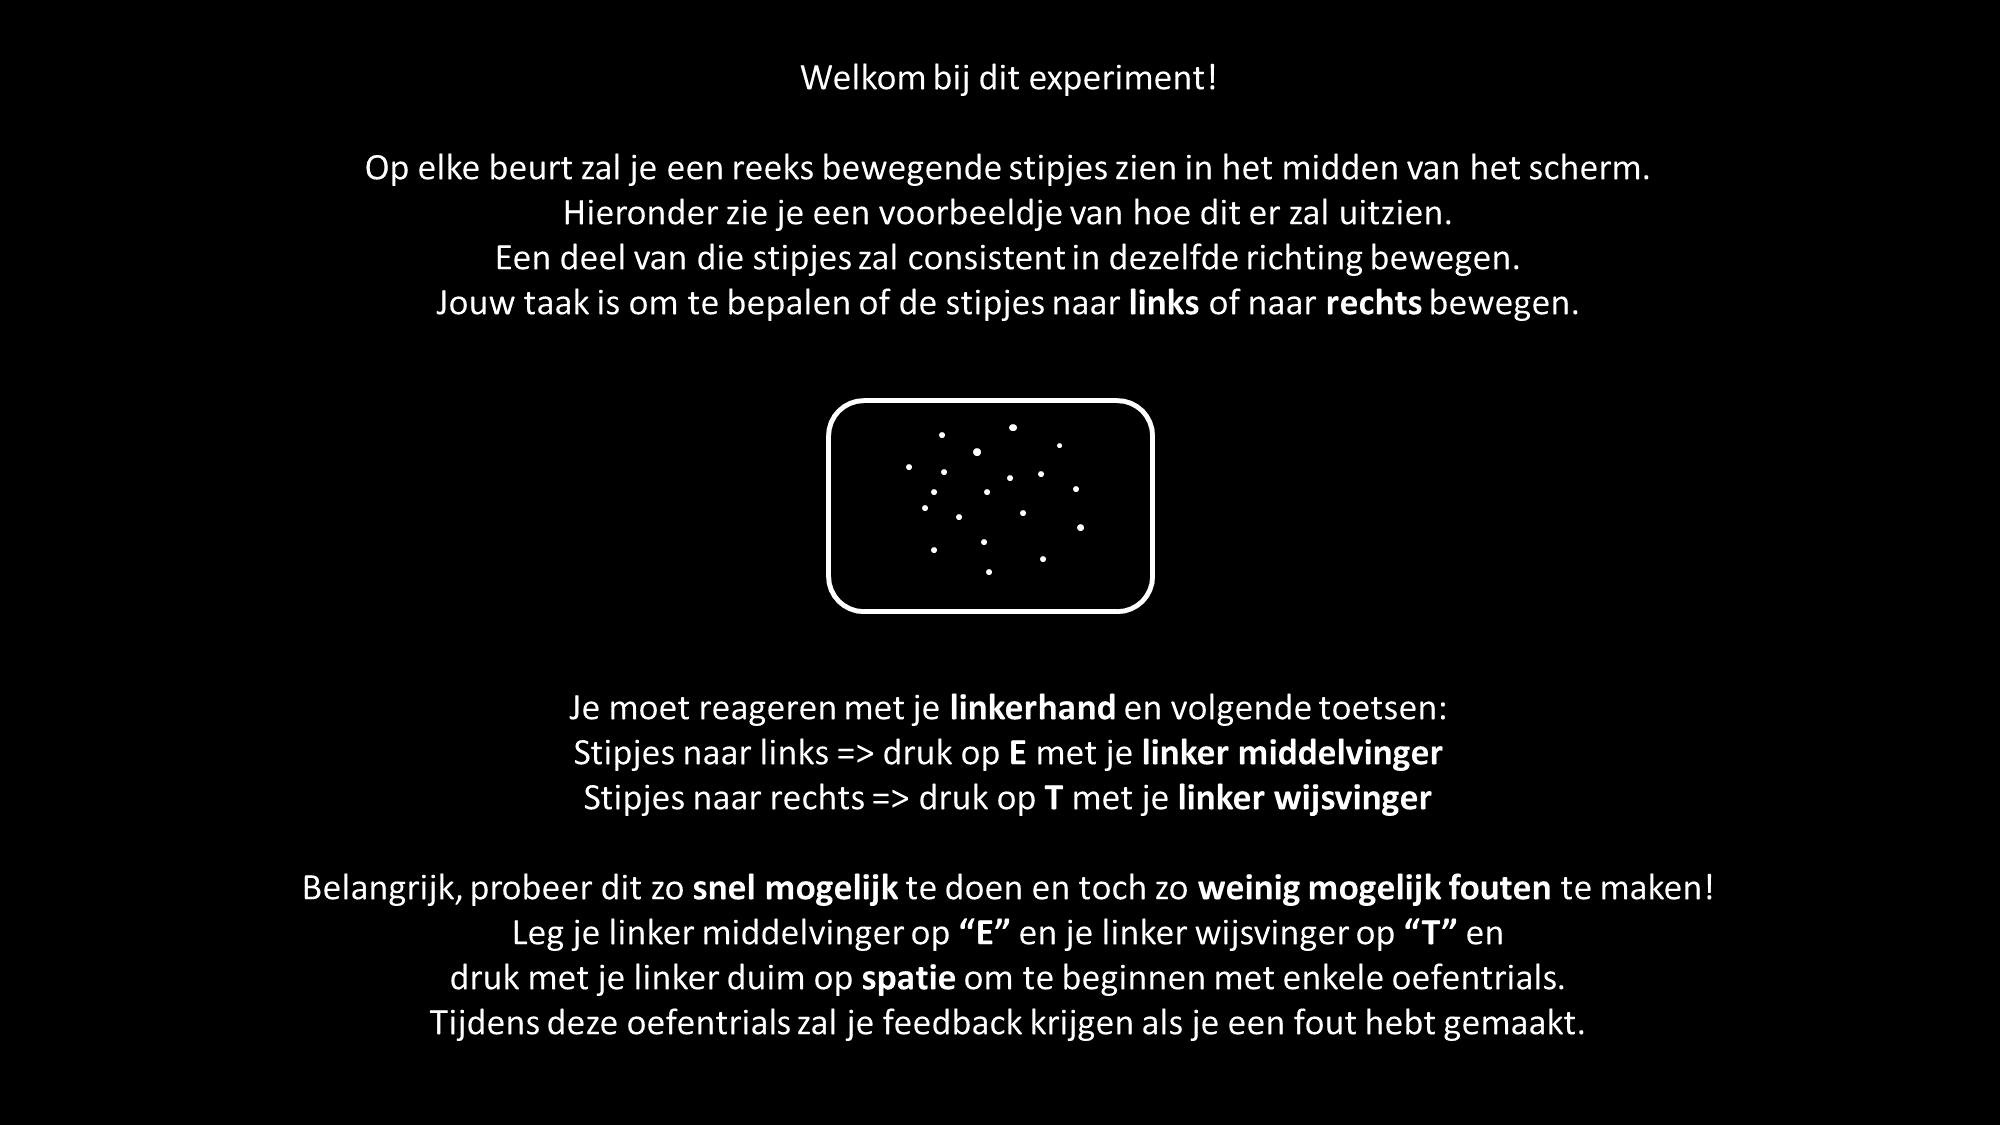 Welkom bij dit experiment!
Op elke beurt zal je een reeks bewegende stipjes zien in het midden van het scherm.
Hieronder zie je een voorbeeldje van hoe dit er zal uitzien.
Een deel van die stipjes zal consistent in dezelfde richting bewegen.
Jouw taak is om te bepalen of de stipjes naar links of naar rechts bewegen.
Je moet reageren met je linkerhand en volgende toetsen:
Stipjes naar links => druk op E met je linker middelvinger
Stipjes naar rechts => druk op T met je linker wijsvinger
Belangrijk, probeer dit zo snel mogelijk te doen en toch zo weinig mogelijk fouten te maken!
Leg je linker middelvinger op “E” en je linker wijsvinger op “T” en
druk met je linker duim op spatie om te beginnen met enkele oefentrials.
Tijdens deze oefentrials zal je feedback krijgen als je een fout hebt gemaakt.